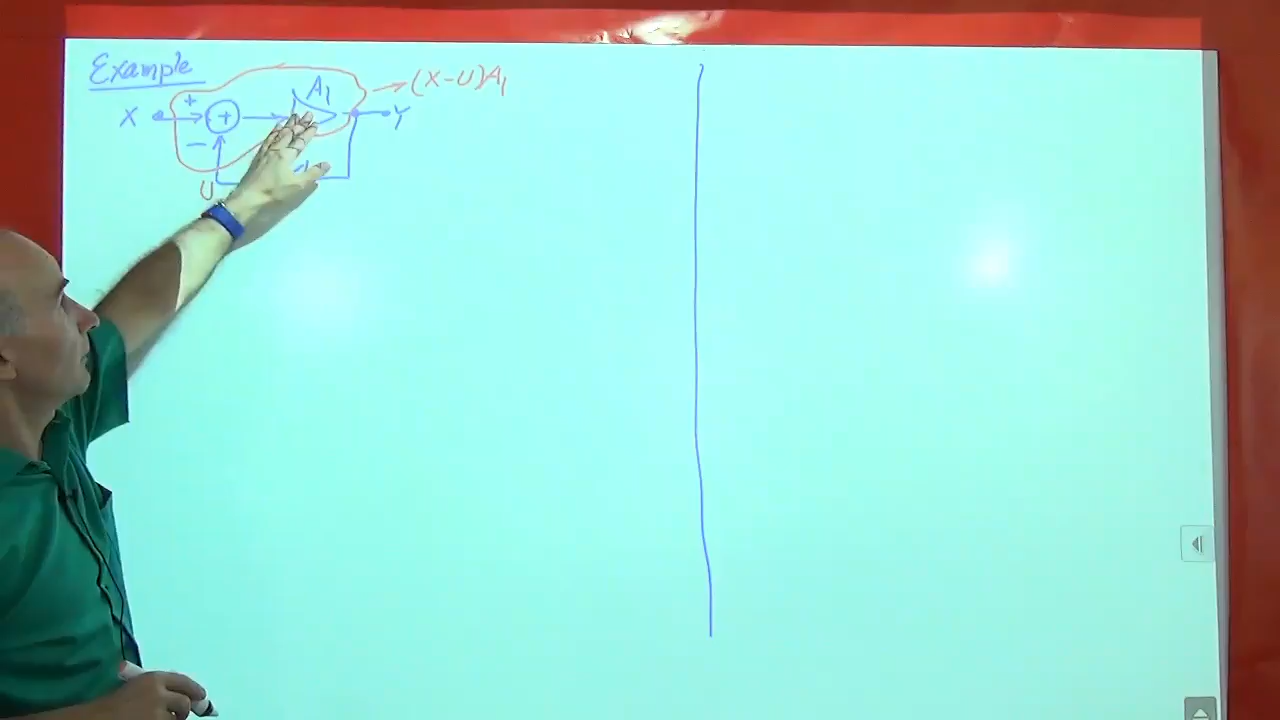 Example
A1 → (X-U)A1
X + + Y
−
U